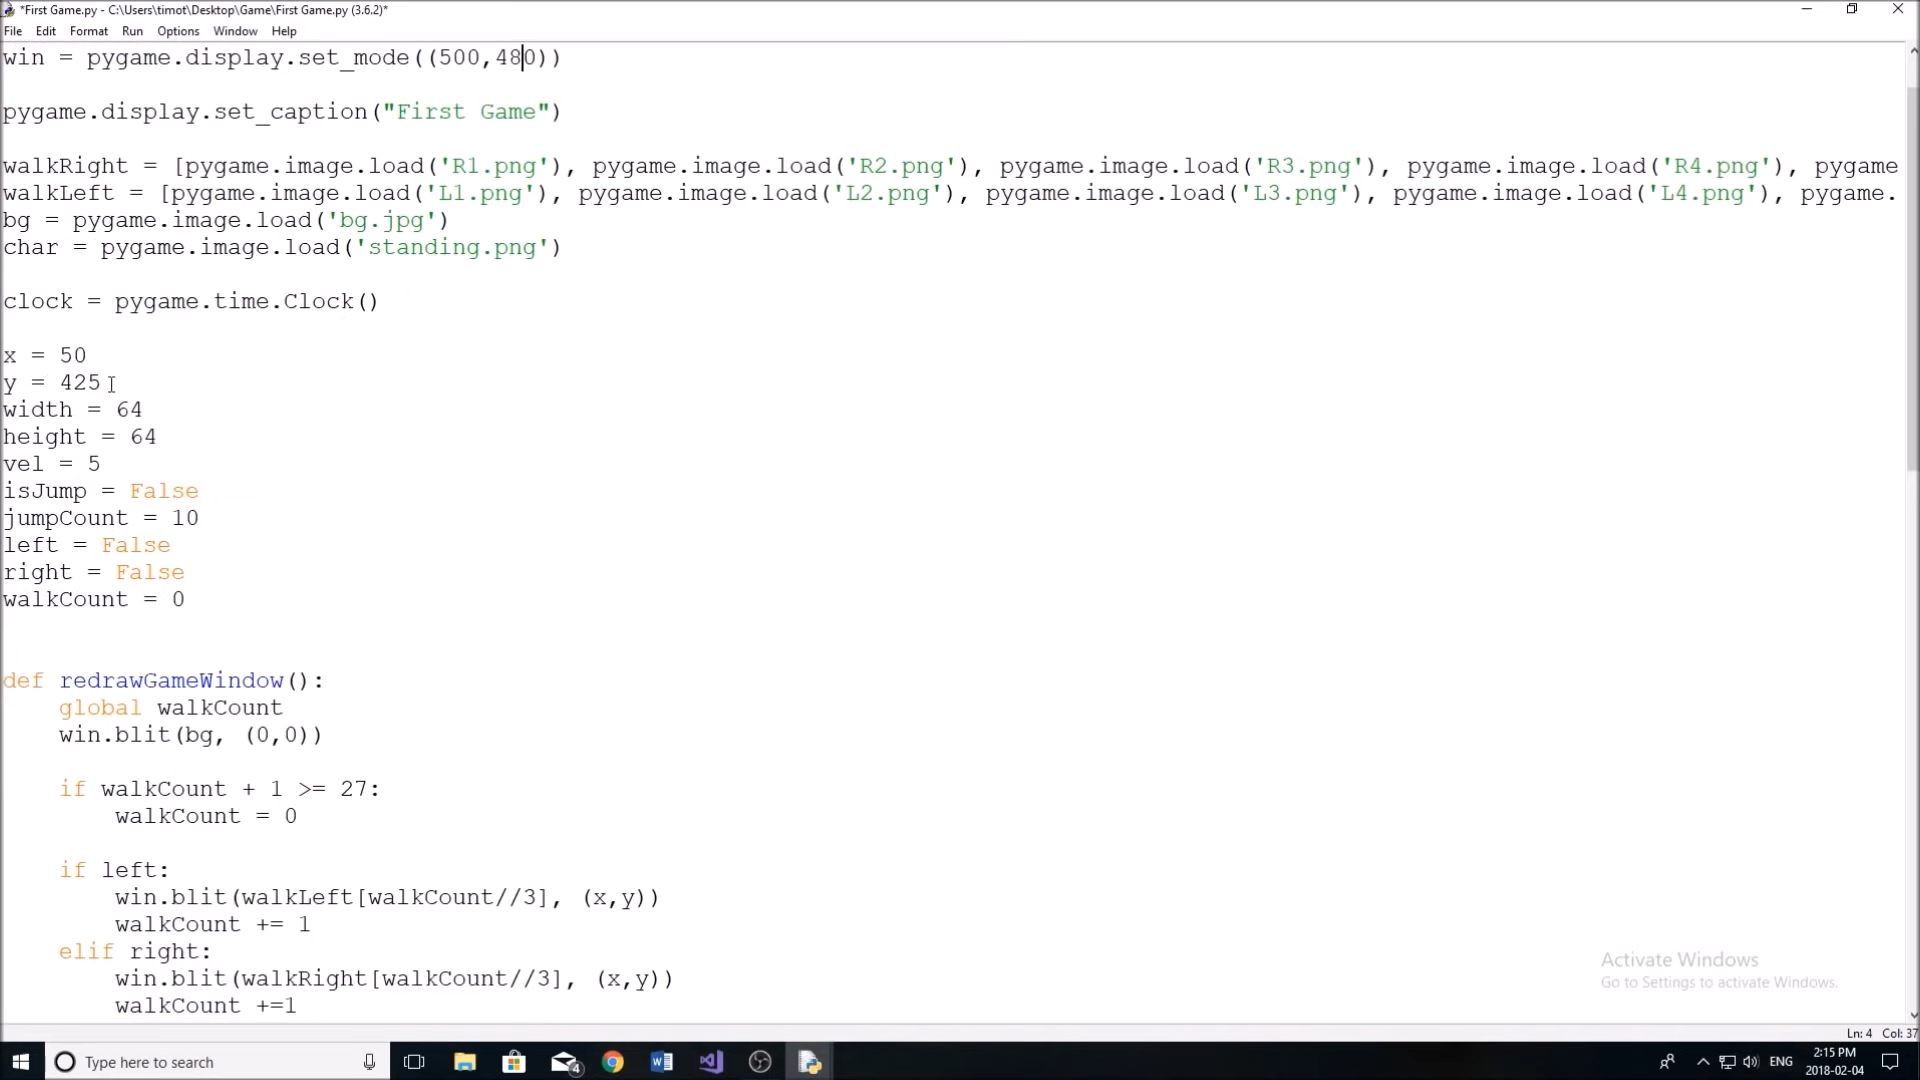 *First Game.py - C:\Users\timot\Desktop\Game\First Game.py (3.6.2)*
File Edit Format Run Options Window Help
win = pygame.display.set_mode((500,480))
pygame.display.set_caption("First Game")
walkRight = [pygame.image.load('R1.png'), pygame.image.load('R2.png'), pygame.image.load('R3.png'), pygame.image.load('R4.png'), pygame
walkLeft = [pygame.image.load('L1.png'), pygame.image.load('L2.png'), pygame.image.load('L3.png'), pygame.image.load('L4.png'), pygame.
bg = pygame.image.load('bg.jpg')
char = pygame.image.load('standing.png')
clock = pygame.time.Clock()
x = 50
y = 425
width = 64
height = 64
vel = 5
isJump = False
jumpCount = 10
left = False
right = False
walkCount = 0
def redrawGameWindow():
    global walkCount
    win.blit(bg, (0,0))
    if walkCount + 1 >= 27:
        walkCount = 0
    if left:
        win.blit(walkLeft[walkCount//3], (x,y))
        walkCount += 1
    elif right:
        win.blit(walkRight[walkCount//3], (x,y))
        walkCount +=1
Activate Windows
Go to Settings to activate Windows.
Ln: 4 Col: 37
Type here to search
4
ENG
2:15 PM
2018-02-04